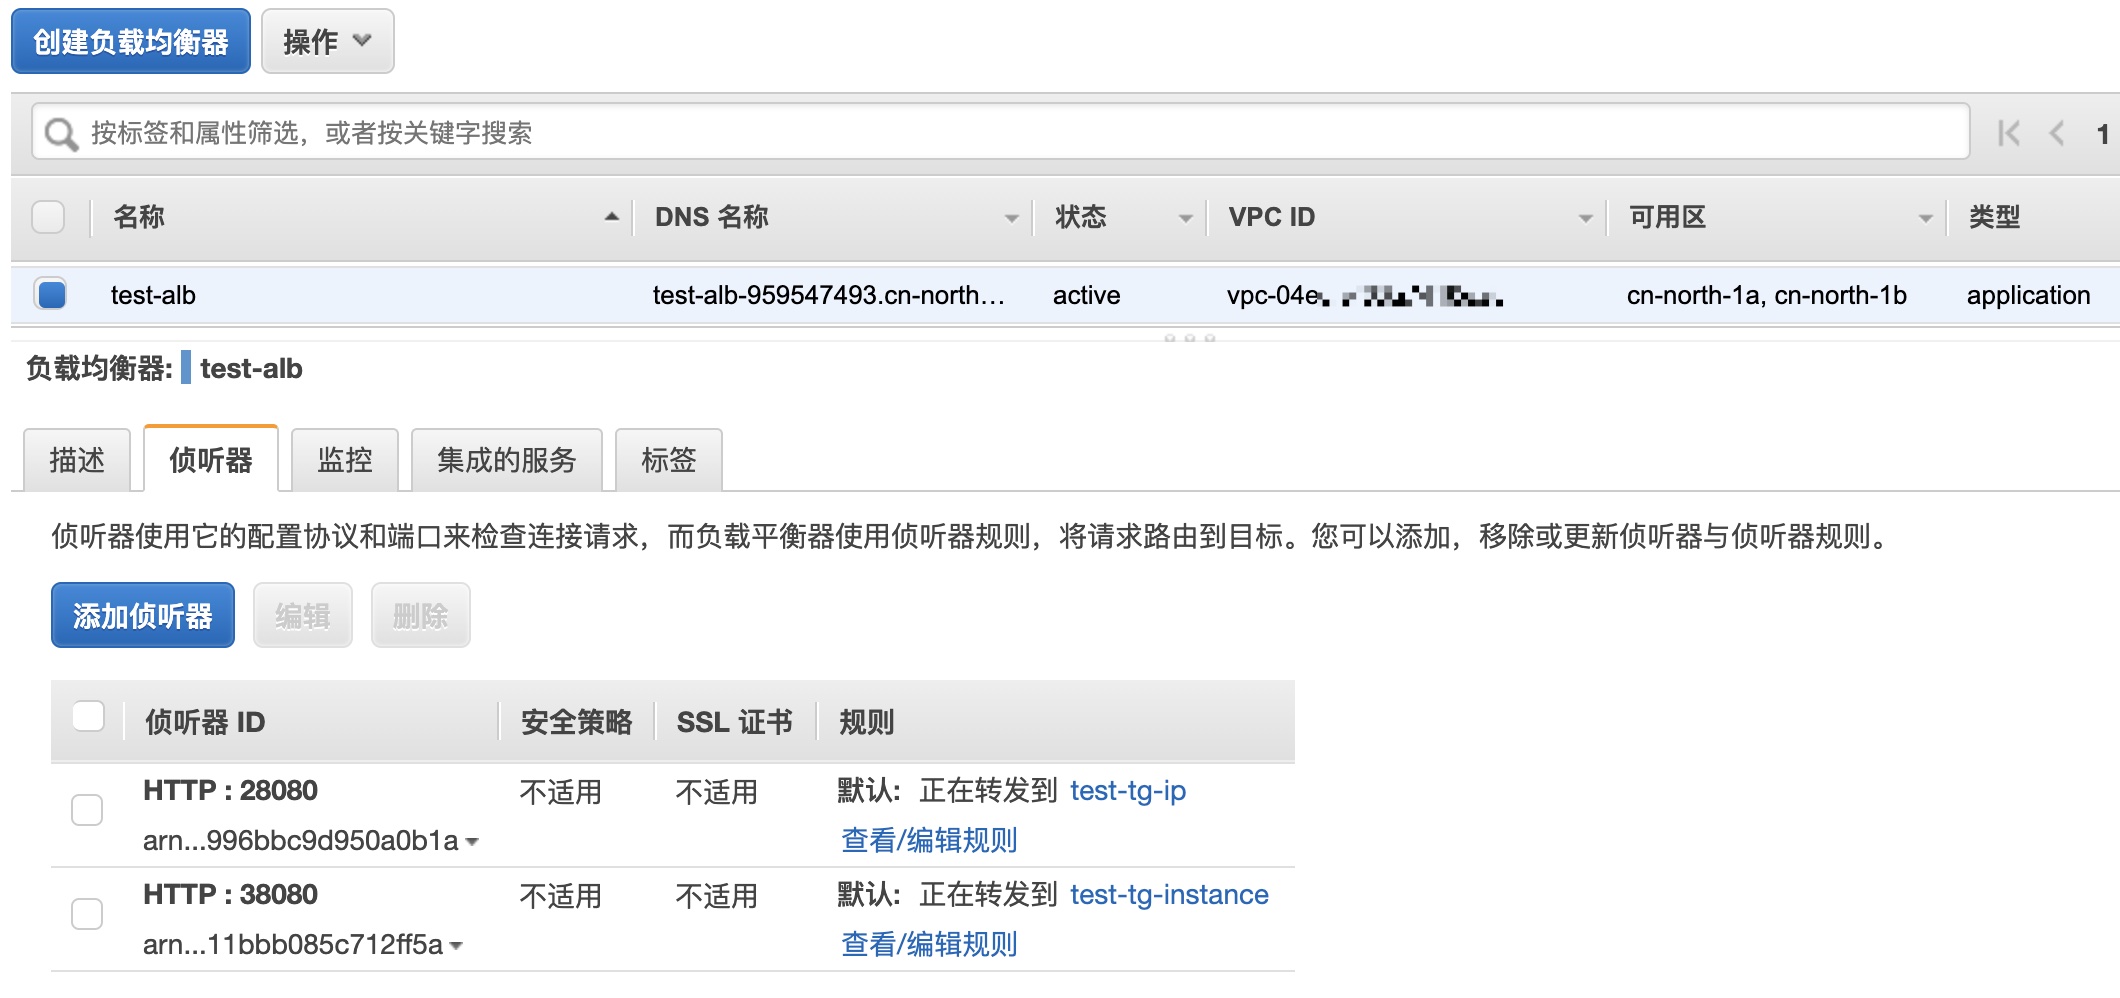 创建负载均衡器 操作
按标签和属性筛选，或者按关键字搜索 1
名称 DNS 名称 状态 VPC ID 可用区 类型
test-alb test-alb-959547493.cn-north… active vpc-04e cn-north-1a, cn-north-1b application
负载均衡器: test-alb
描述 侦听器 监控 集成的服务 标签
侦听器使用它的配置协议和端口来检查连接请求，而负载平衡器使用侦听器规则，将请求路由到目标。您可以添加，移除或更新侦听器与侦听器规则。
添加侦听器 编辑 删除
侦听器 ID 安全策略 SSL 证书 规则
HTTP : 28080 不适用 不适用 默认: 正在转发到 test-tg-ip
arn...996bbc9d950a0b1a 查看/编辑规则
HTTP : 38080 不适用 不适用 默认: 正在转发到 test-tg-instance
arn...11bbb085c712ff5a 查看/编辑规则